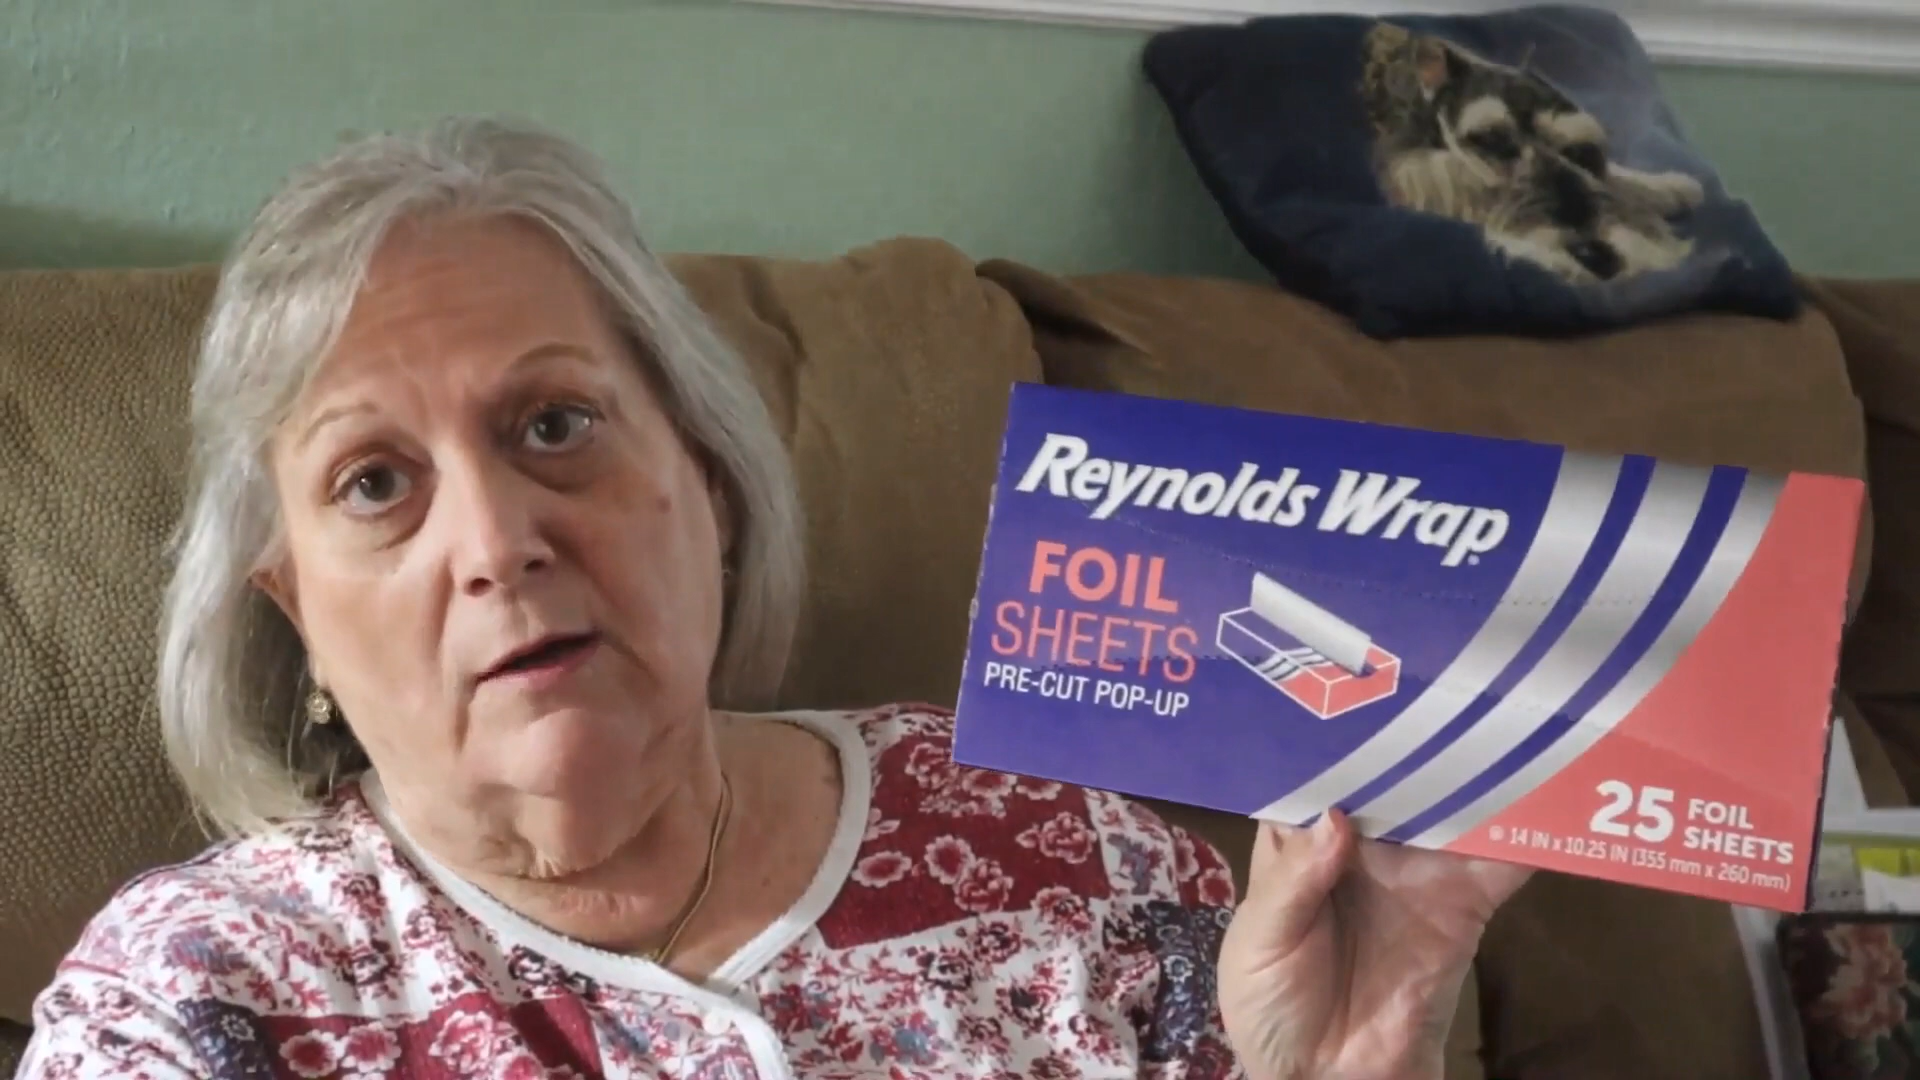 Reynolds Wrap
FOIL
SHEETS
PRE-CUT POP-UP
25 FOIL SHEETS
14 IN x 10.25 IN (355 mm x 260 mm)